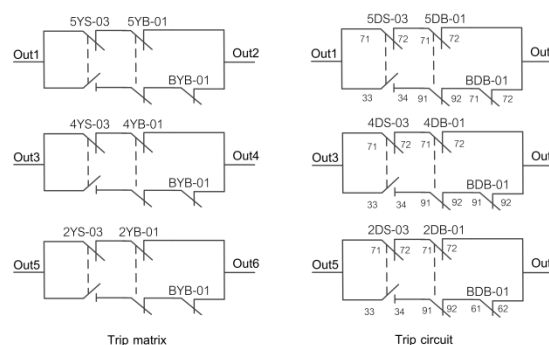 5YS-03 5YB-01
Out1 Out2
BYB-01
4YS-03 4YB-01
Out3 Out4
BYB-01
2YS-03 2YB-01
Out5 Out6
BYB-01
Trip matrix
5DS-03 5DB-01
71 72 71 72
Out1 Out
BDB-01
33 34 91 92 71 72
4DS-03 4DB-01
71 72 71 72
Out3 Out
BDB-01
33 34 91 92 91 92
2DS-03 2DB-01
71 72 71 72
Out5 Out
BDB-01
33 34 91 92 61 62
Trip circuit